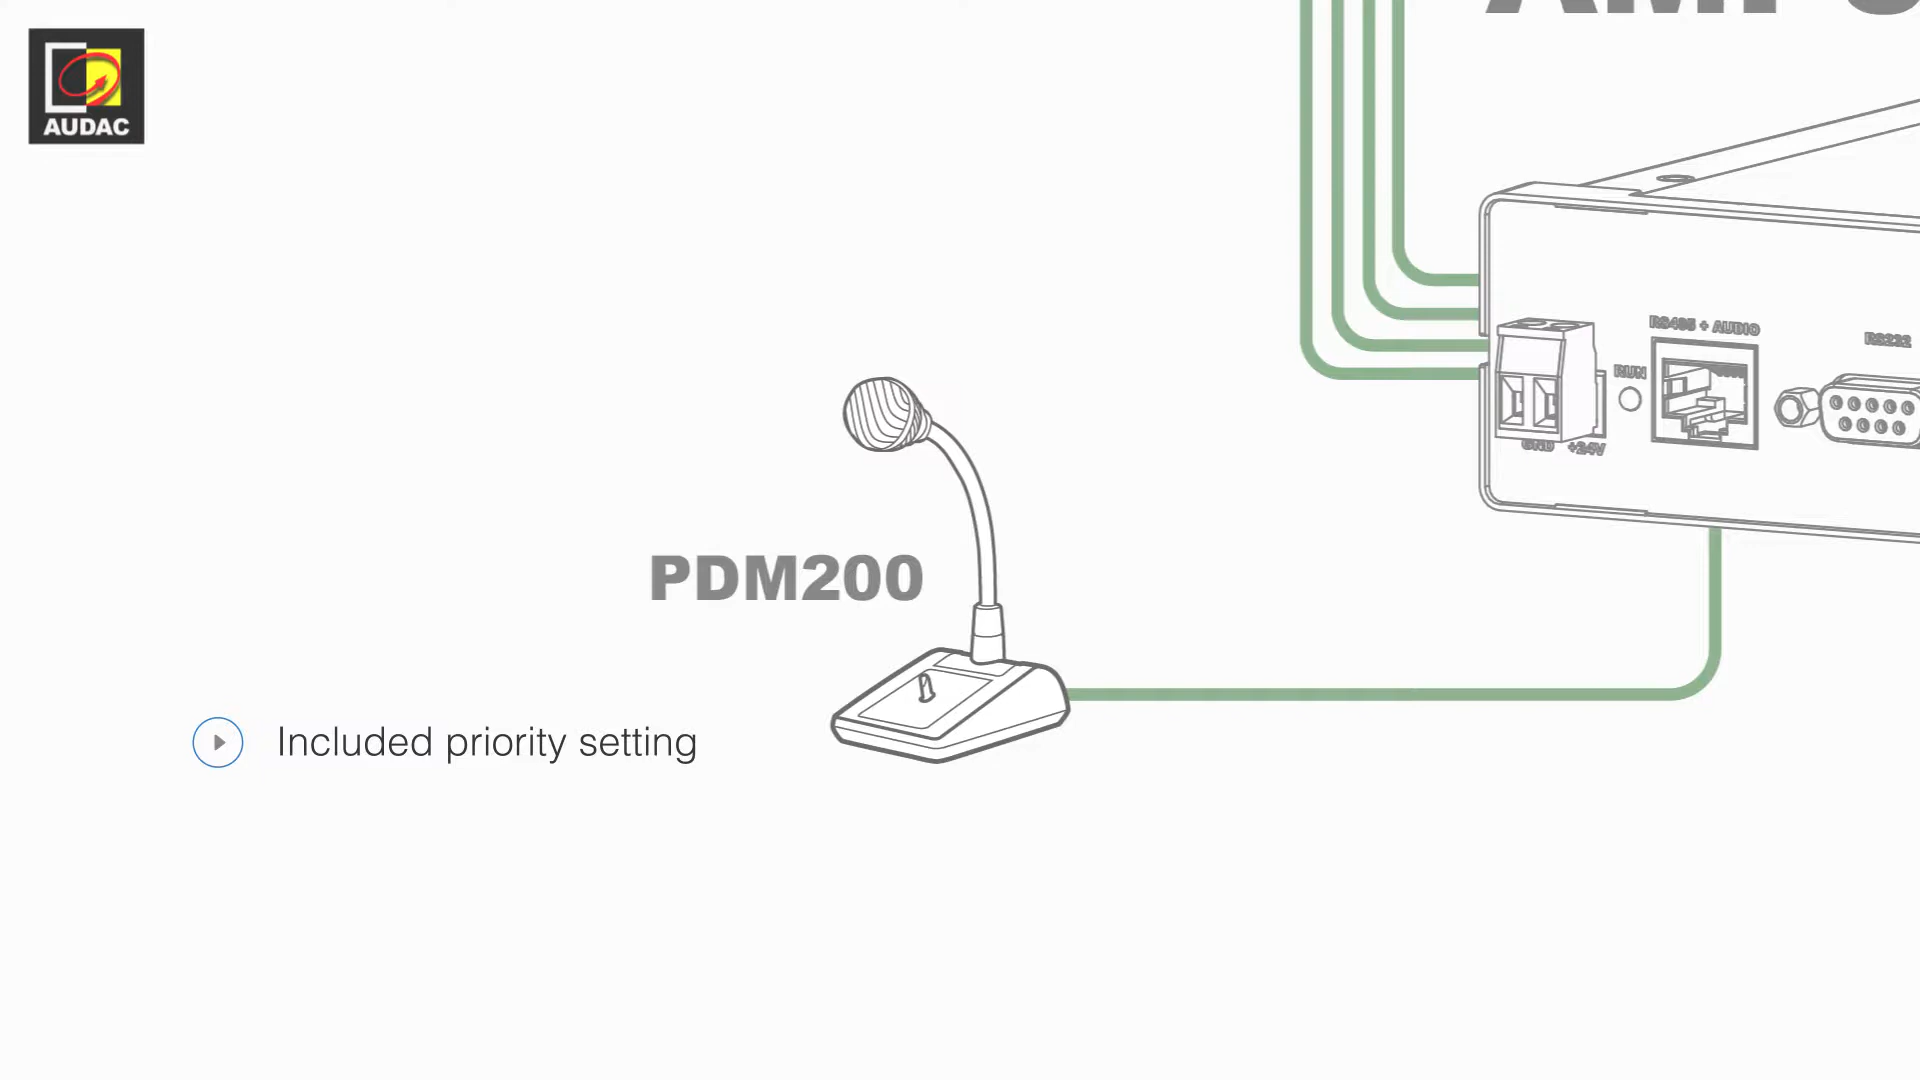 AUDAC
RS485 + AUDIO
RS232
RUN
GND +24V
PDM200
Included priority setting